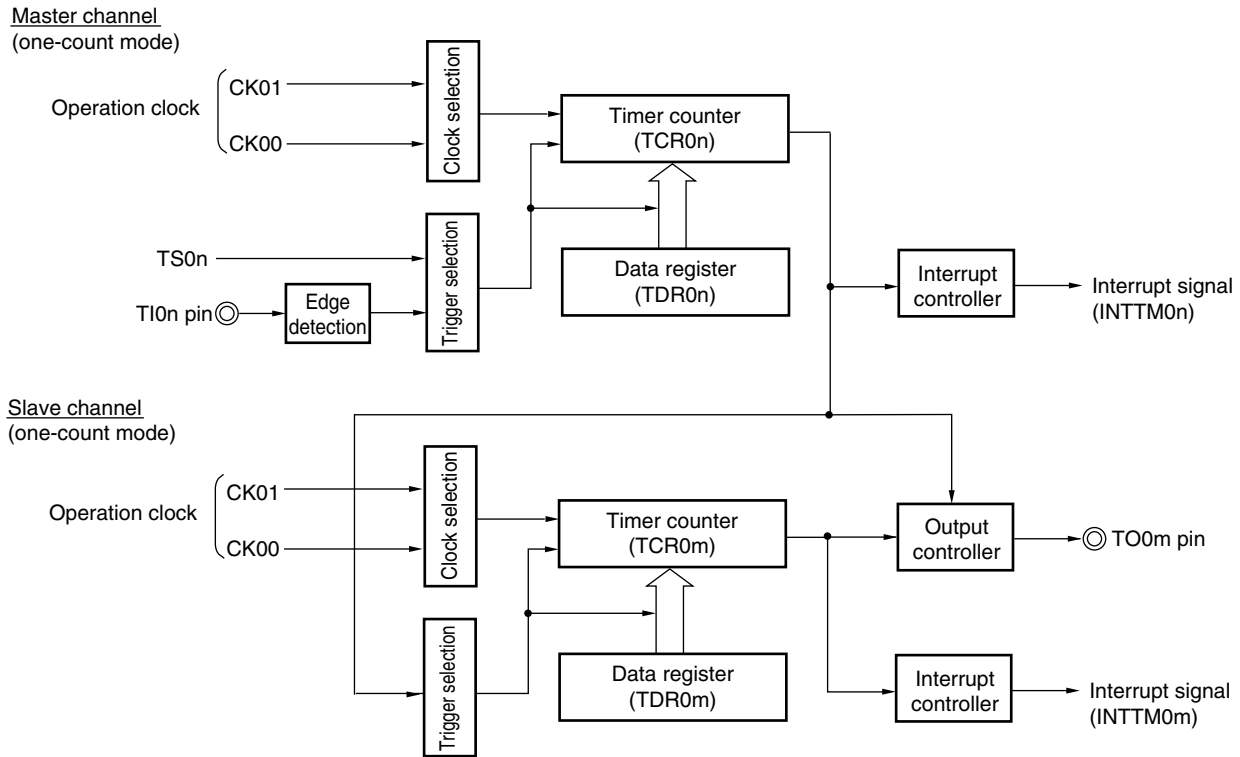 Master channel
(one-count mode)
Operation clock
CK01
CK00
Clock selection
Timer counter
(TCR0n)
TS0n
TI0n pin
Edge
detection
Trigger selection
Data register
(TDR0n)
Interrupt
controller
Interrupt signal
(INTTM0n)
Slave channel
(one-count mode)
Operation clock
CK01
CK00
Clock selection
Timer counter
(TCR0m)
Output
controller
TO0m pin
Trigger selection
Data register
(TDR0m)
Interrupt
controller
Interrupt signal
(INTTM0m)